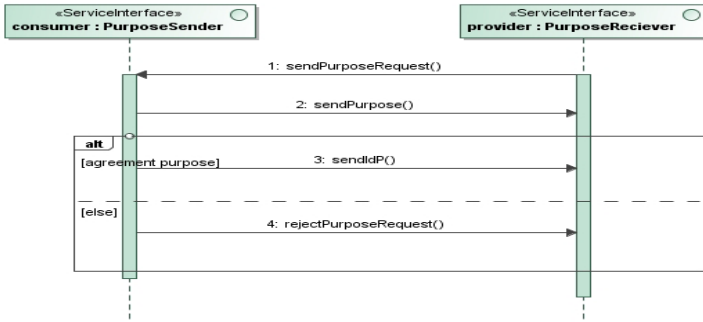 «ServiceInterface»
consumer : PurposeSender
«ServiceInterface»
provider : PurposeReciever
1: sendPurposeRequest()
2: sendPurpose()
alt
[agreement purpose]
3: sendIdP()
[else]
4: rejectPurposeRequest()